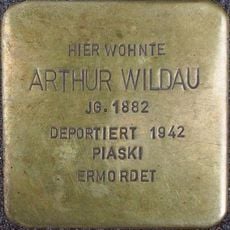 HIER WOHNTE
ARTHUR WILDAU
JG. 1882
DEPORTIERT 1942
PIASKI
ERMORDET